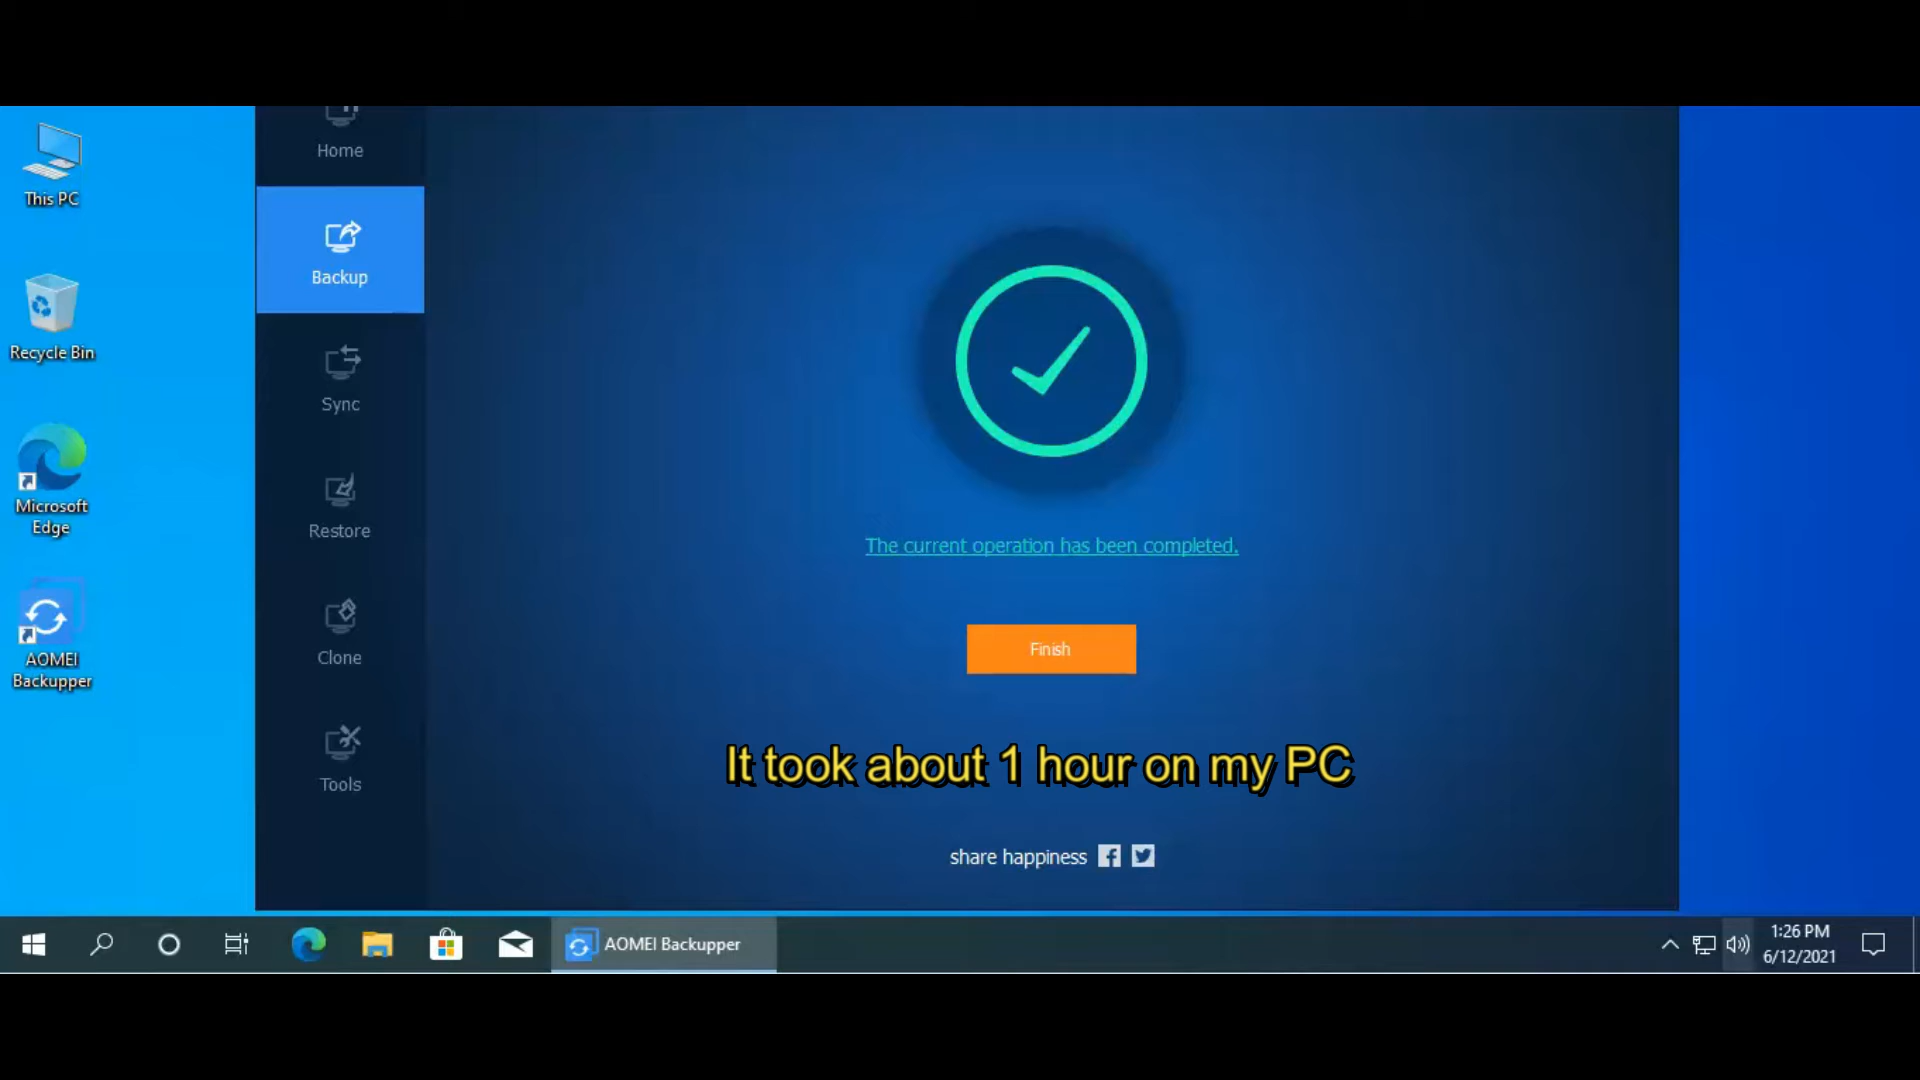 This PC
Recycle Bin
Microsoft
Edge
AOMEI
Backupper
Home
Backup
Sync
Restore
Clone
Tools
The current operation has been completed.
Finish
It took about 1 hour on my PC
share happiness
AOMEI Backupper
1:26 PM
6/12/2021